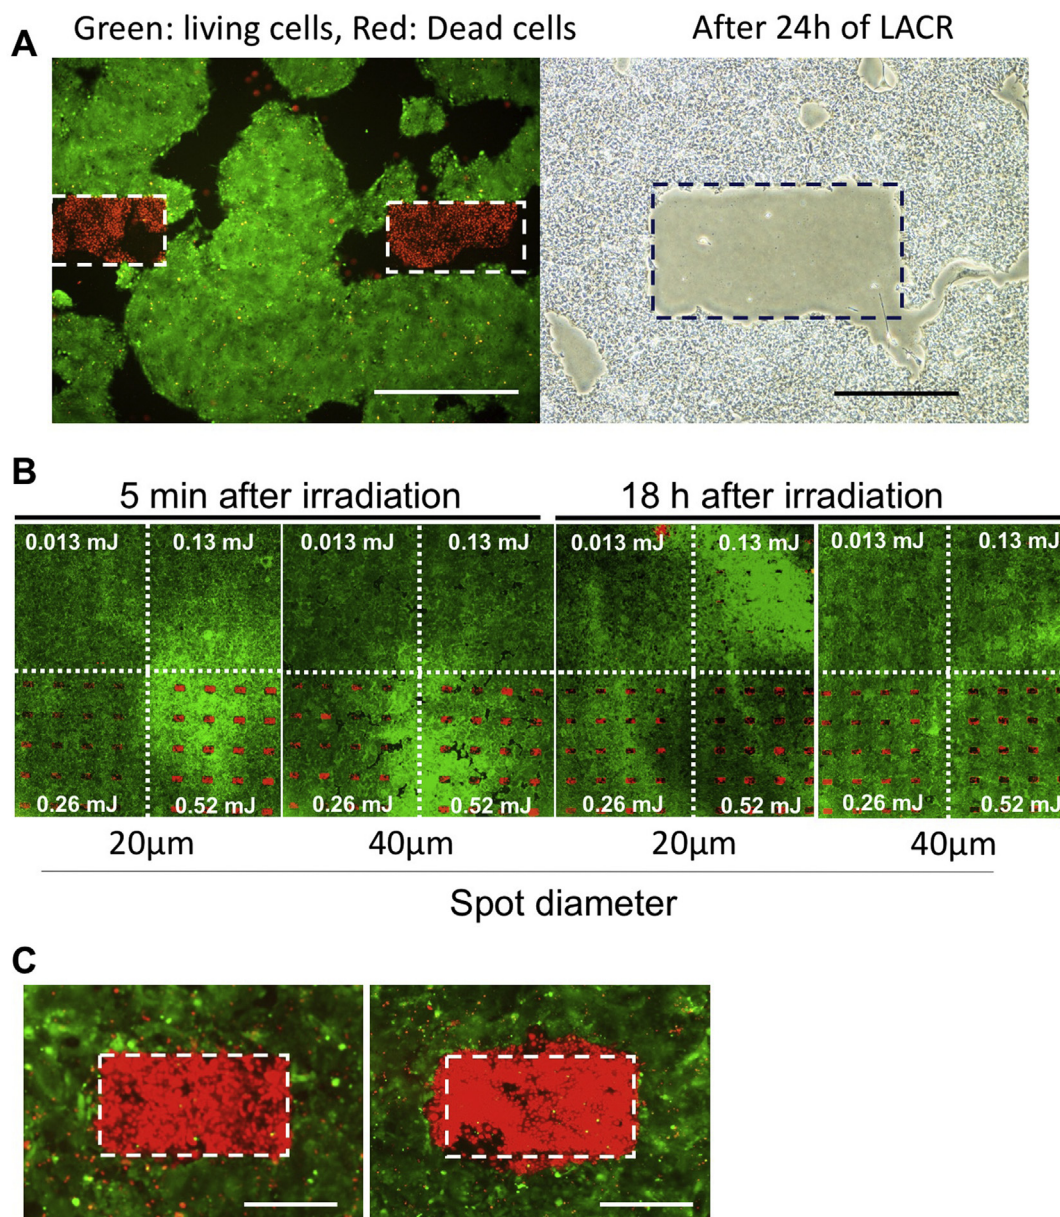 A
Green: living cells, Red: Dead cells
After 24h of LACR
B
5 min after irradiation
18 h after irradiation
0.013 mJ
0.13 mJ
0.013 mJ
0.13 mJ
0.013 mJ
0.13 mJ
0.013 mJ
0.13 mJ
0.26 mJ
0.52 mJ
0.26 mJ
0.52 mJ
0.26 mJ
0.52 mJ
0.26 mJ
0.52 mJ
20µm
40µm
20µm
40µm
Spot diameter
C